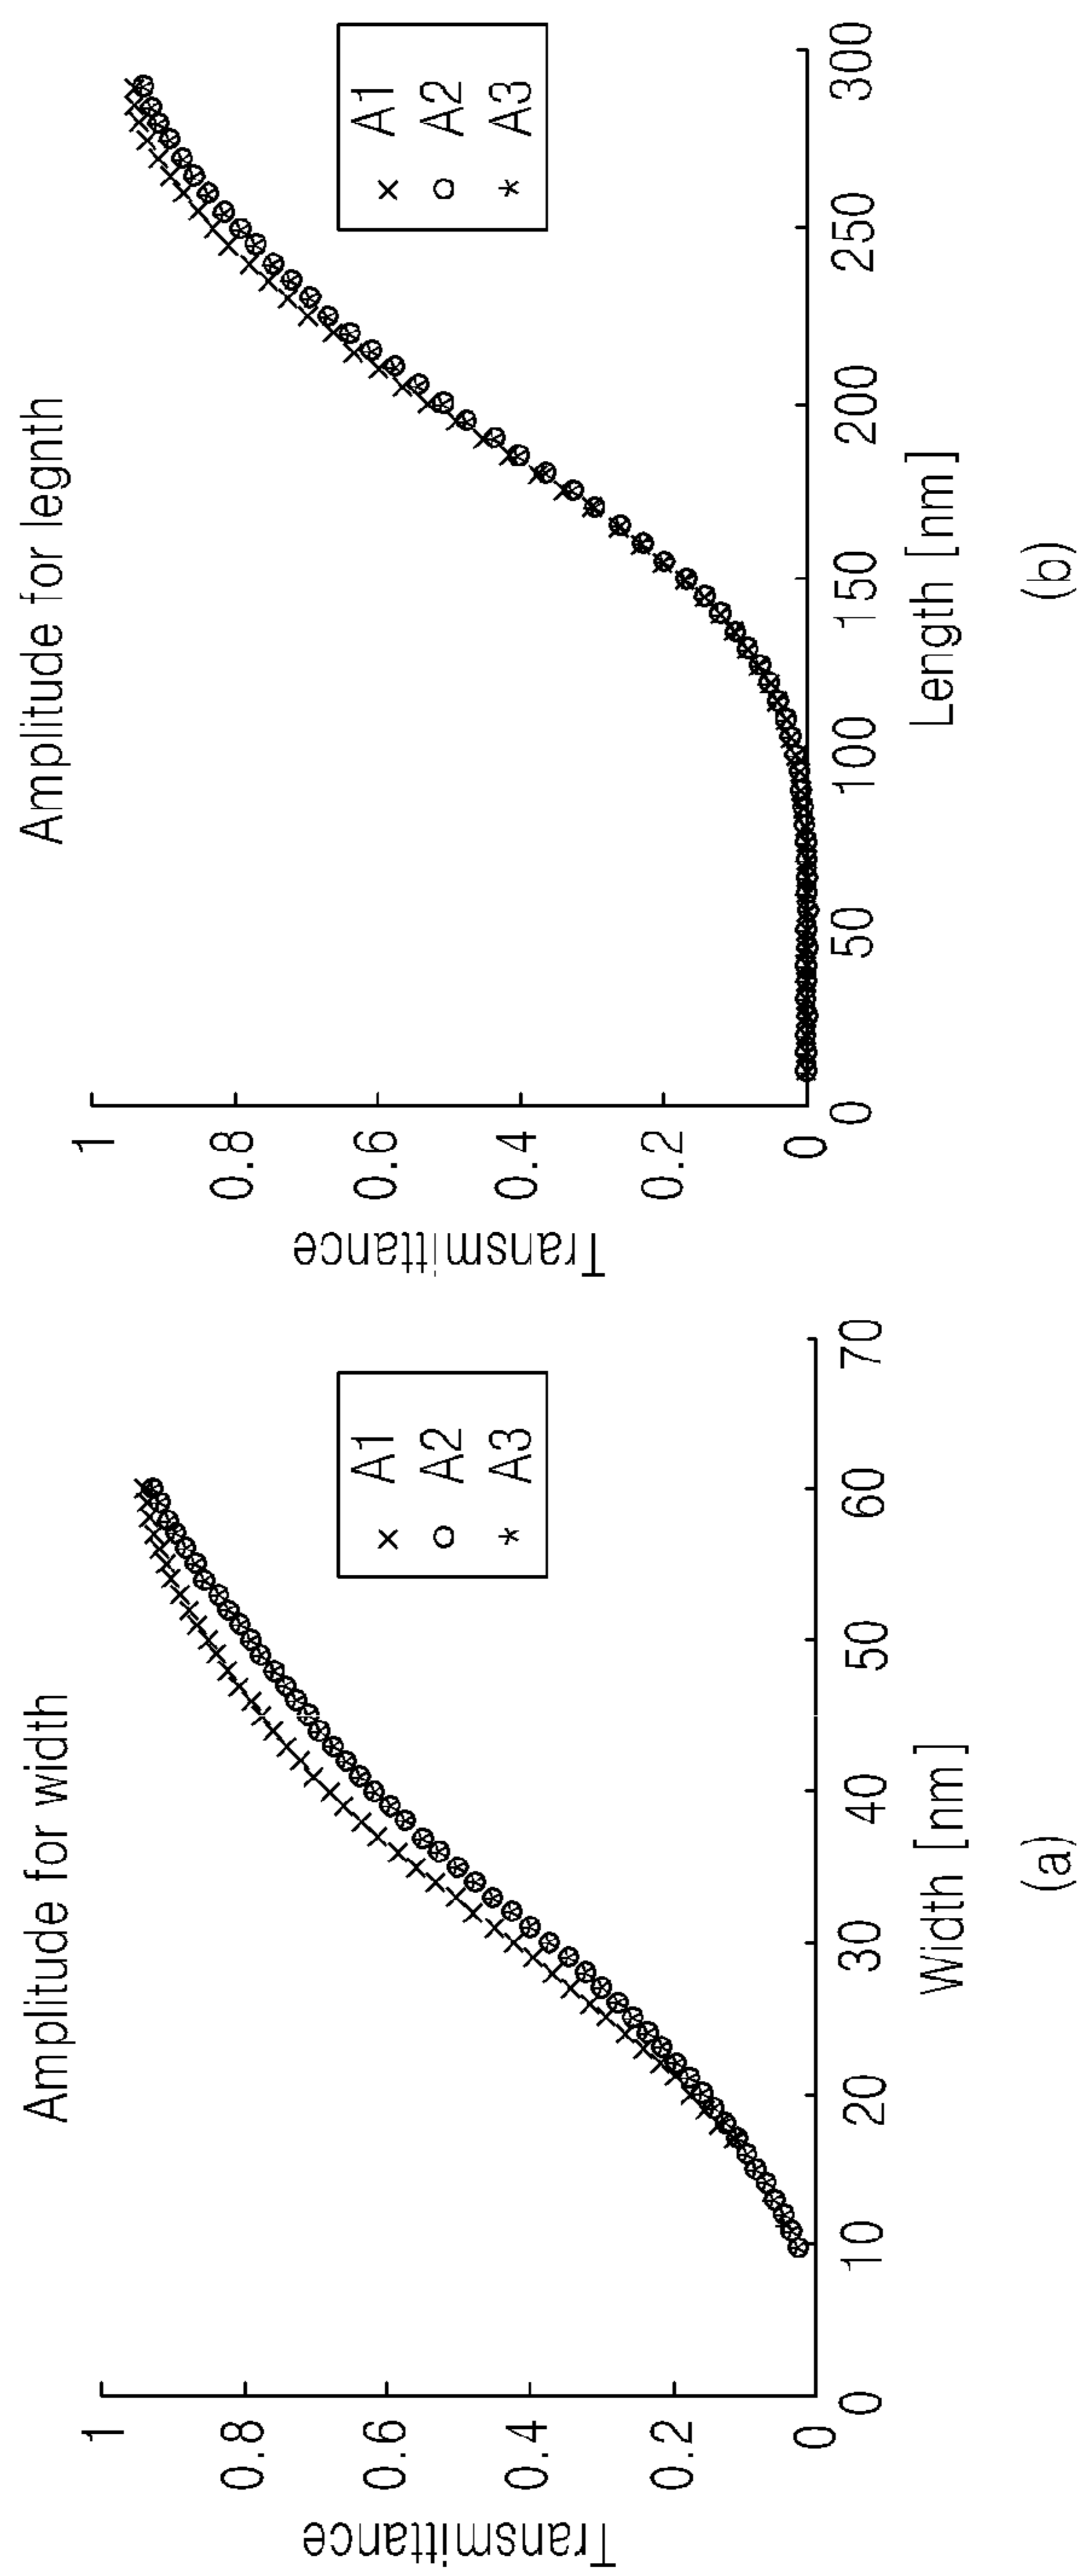 Amplitude for width
Transmittance
1
0.8
0.6
0.4
0.2
0
0 10 20 30 40 50 60 70
Width [nm]
A1
A2
A3
(a)
Amplitude for legnth
Transmittance
1
0.8
0.6
0.4
0.2
0
0 50 100 150 200 250 300
Length [nm]
A1
A2
A3
(b)